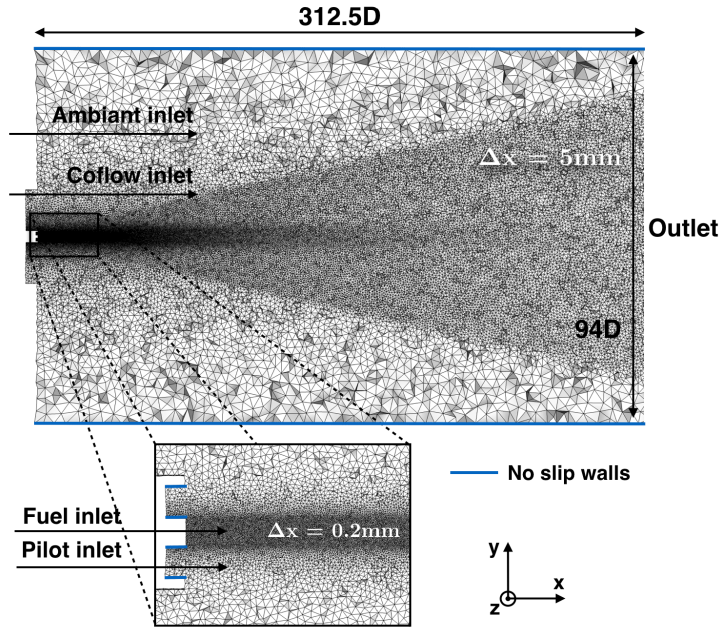 312.5D
Ambiant inlet
Δx = 5mm
Coflow inlet
Outlet
94D
No slip walls
Fuel inlet
Δx = 0.2mm
Pilot inlet
y
x
z